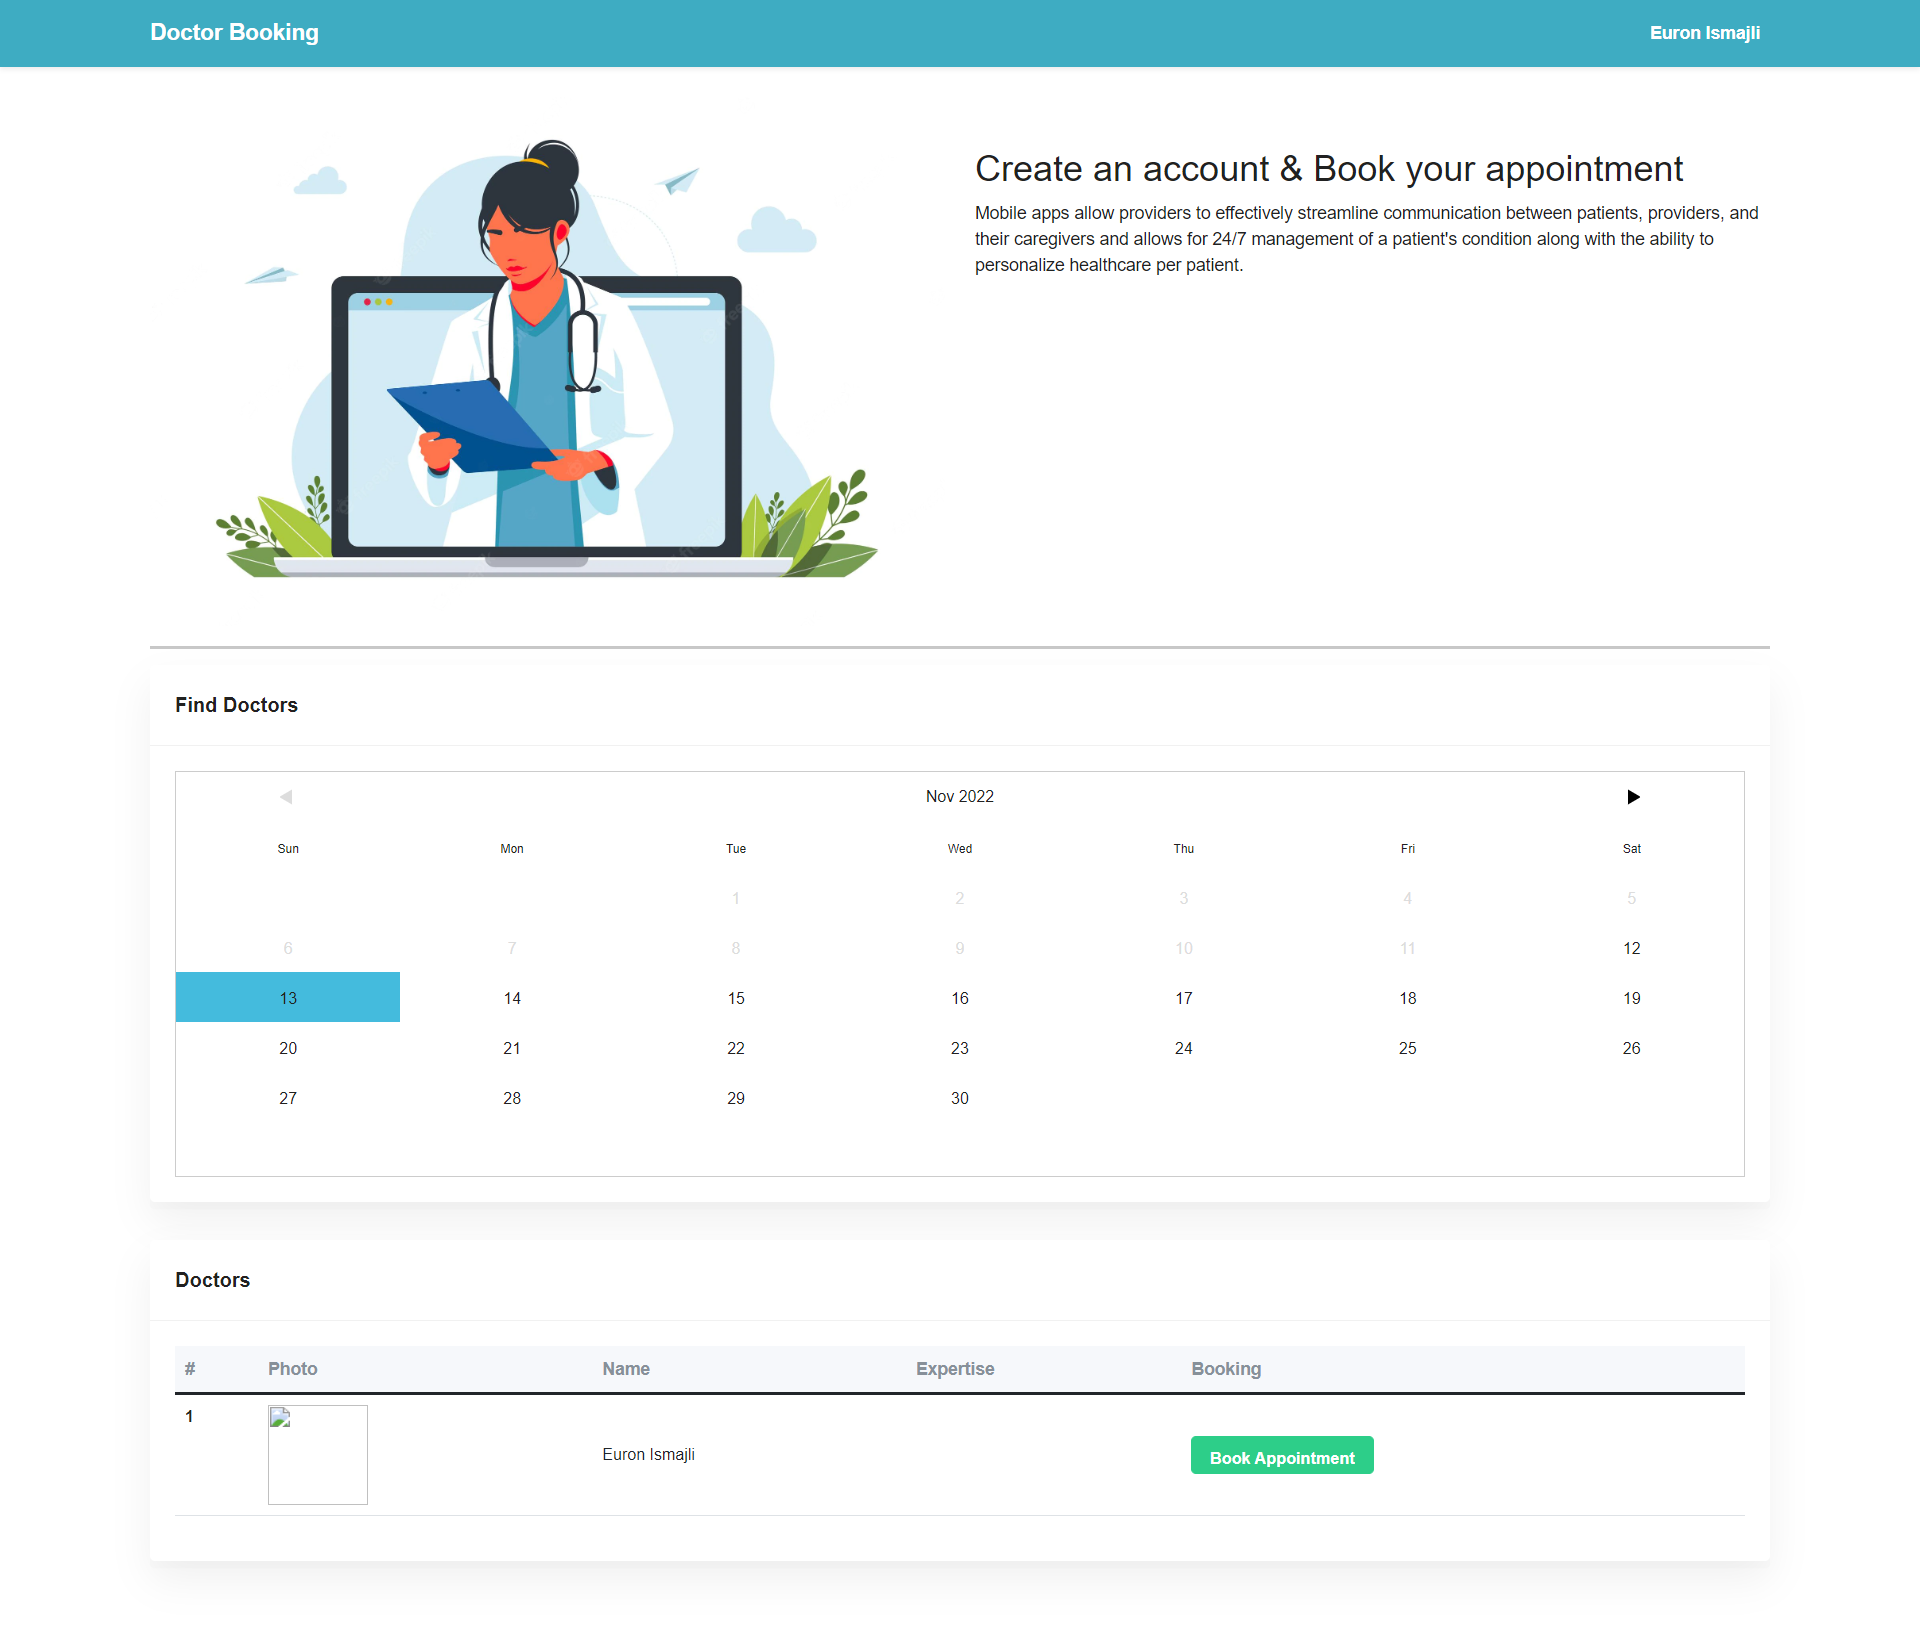 Doctor Booking
Euron Ismajli
Create an account & Book your appointment
Mobile apps allow providers to effectively streamline communication between patients, providers, and
their caregivers and allows for 24/7 management of a patient's condition along with the ability to
personalize healthcare per patient.
Find Doctors
Nov 2022
Sun Mon Tue Wed Thu Fri Sat
1 2 3 4 5
6 7 8 9 10 11 12
13 14 15 16 17 18 19
20 21 22 23 24 25 26
27 28 29 30
Doctors
# Photo Name Expertise Booking
1 Euron Ismajli Book Appointment